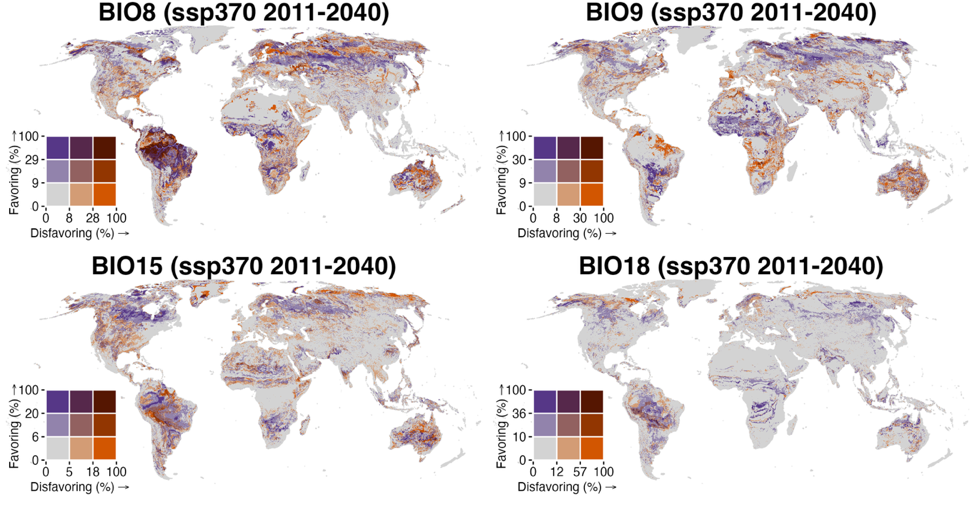 BIO8 (ssp370 2011-2040)
Favoring (%) →
100
29
9
0
0 8 28 100
Disfavoring (%) →
BIO9 (ssp370 2011-2040)
Favoring (%) →
100
30
9
0
0 8 30 100
Disfavoring (%) →
BIO15 (ssp370 2011-2040)
Favoring (%) →
100
20
6
0
0 5 18 100
Disfavoring (%) →
BIO18 (ssp370 2011-2040)
Favoring (%) →
100
36
10
0
0 12 57 100
Disfavoring (%) →